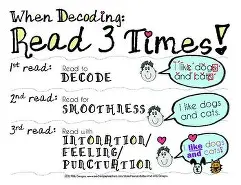 When Decoding:
Read 3 Times!
1st read:
Read to
DECODE
I like dogs
and cats.
2nd read:
Read for
SMOOTHNESS
I like dogs
and cats.
3rd read:
Read with
INTONATION/
FEELING/
PUNCTUATION
I like dogs
and cats.